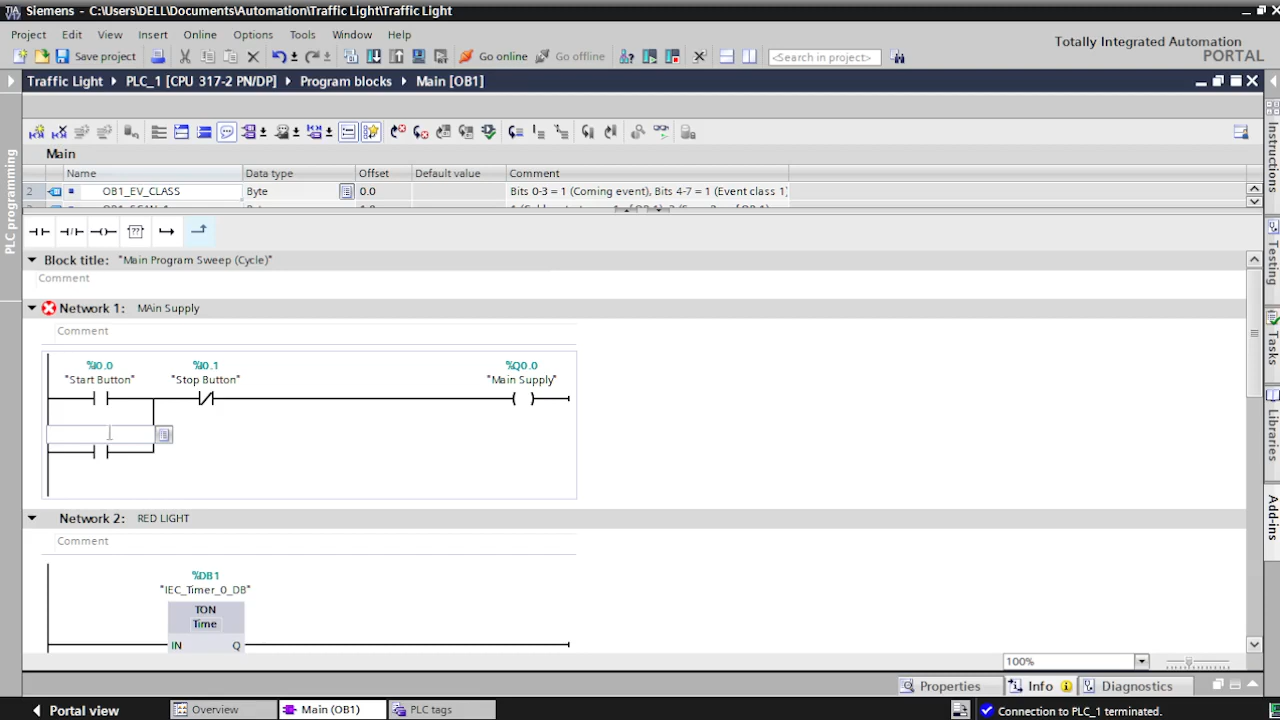 Siemens - C:\Users\DELL\Documents\Automation\Traffic Light\Traffic Light
Project Edit View Insert Online Options Tools Window Help
Totally Integrated Automation
PORTAL
Save project Go online Go offline <Search in project>
Traffic Light PLC_1 [CPU 317-2 PN/DP] Program blocks Main [OB1]
Main
Name Data type Offset Default value Comment
2 OB1_EV_CLASS Byte 0.0 Bits 0-3 = 1 (Coming event), Bits 4-7 = 1 (Event class 1)
Block title: "Main Program Sweep (Cycle)"
Comment
Network 1: MAin Supply
Comment
%I0.0 %I0.1 %Q0.0
"Start Button" "Stop Button" "Main Supply"
Network 2: RED LIGHT
Comment
%DB1
"IEC_Timer_0_DB"
TON
Time
IN Q
100%
Properties Info Diagnostics
Portal view Overview Main (OB1) PLC tags Connection to PLC_1 terminated.
PLC programming
Instructions
Testing
Tasks
Libraries
Add-ins